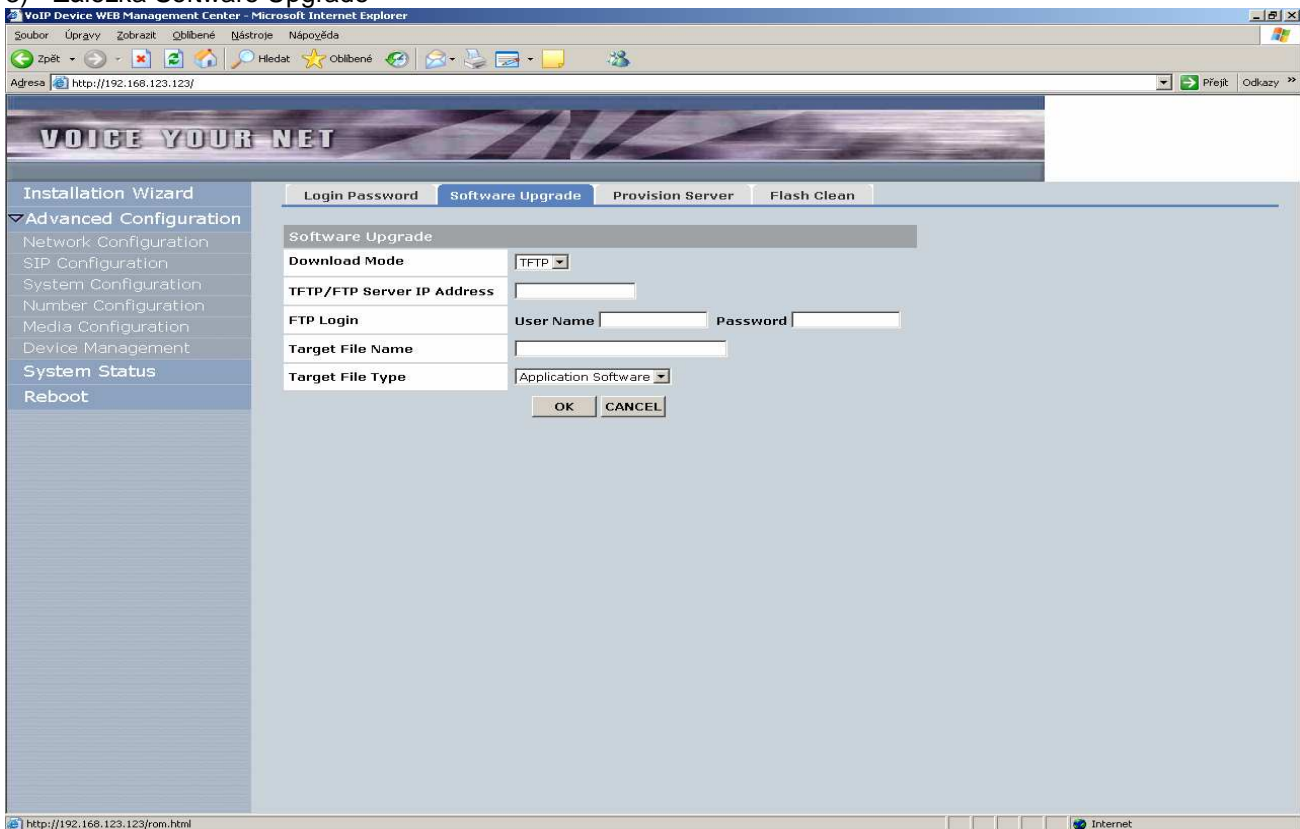 Záložka Software Upgrade
VoIP Device WEB Management Center - Microsoft Internet Explorer
Soubor Úpravy Zobrazit Oblíbené Nástroje Nápověda
Zpět Hledat Oblíbené
Adresa http://192.168.123.123/ Přejít Odkazy »
VOICE YOUR NET
Installation Wizard
Advanced Configuration
Network Configuration
SIP Configuration
System Configuration
Number Configuration
Media Configuration
Device Management
System Status
Reboot
Login Password Software Upgrade Provision Server Flash Clean
Software Upgrade
Download Mode TFTP
TFTP/FTP Server IP Address
FTP Login User Name Password
Target File Name
Target File Type Application Software
OK CANCEL
http://192.168.123.123/rom.html Internet